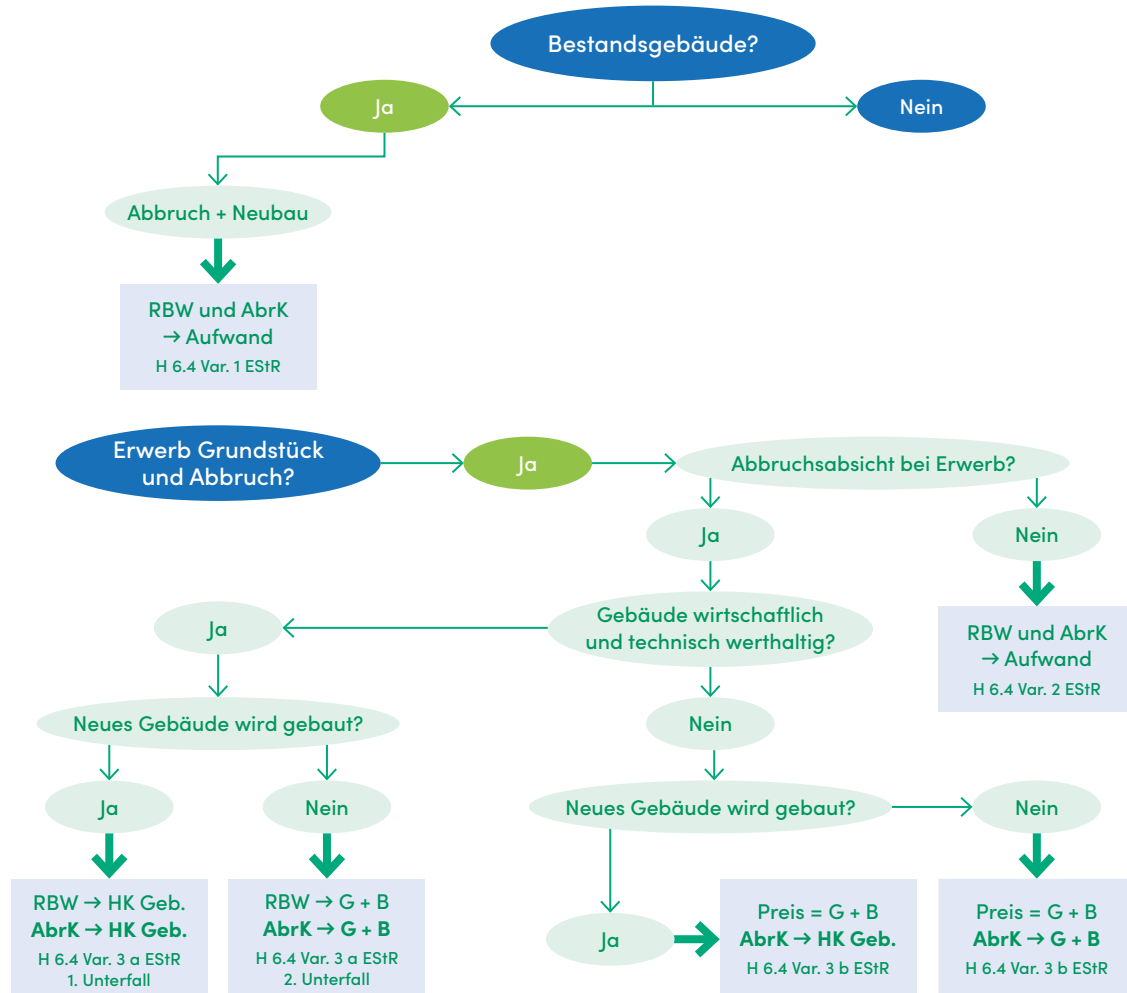 Bestandsgebäude?
Ja
Nein
Abbruch + Neubau
RBW und AbrK
→ Aufwand
H 6.4 Var. 1 EStR
Erwerb Grundstück
und Abbruch?
Ja
Abbruchsabsicht bei Erwerb?
Ja
Nein
Gebäude wirtschaftlich
und technisch werthaltig?
Ja
RBW und AbrK
→ Aufwand
H 6.4 Var. 2 EStR
Neues Gebäude wird gebaut?
Nein
Ja
Nein
Neues Gebäude wird gebaut?
Nein
RBW → HK Geb.
AbrK → HK Geb.
H 6.4 Var. 3 a EStR
1. Unterfall
RBW → G + B
AbrK → G + B
H 6.4 Var. 3 a EStR
2. Unterfall
Ja
Preis = G + B
AbrK → HK Geb.
H 6.4 Var. 3 b EStR
Preis = G + B
AbrK → G + B
H 6.4 Var. 3 b EStR